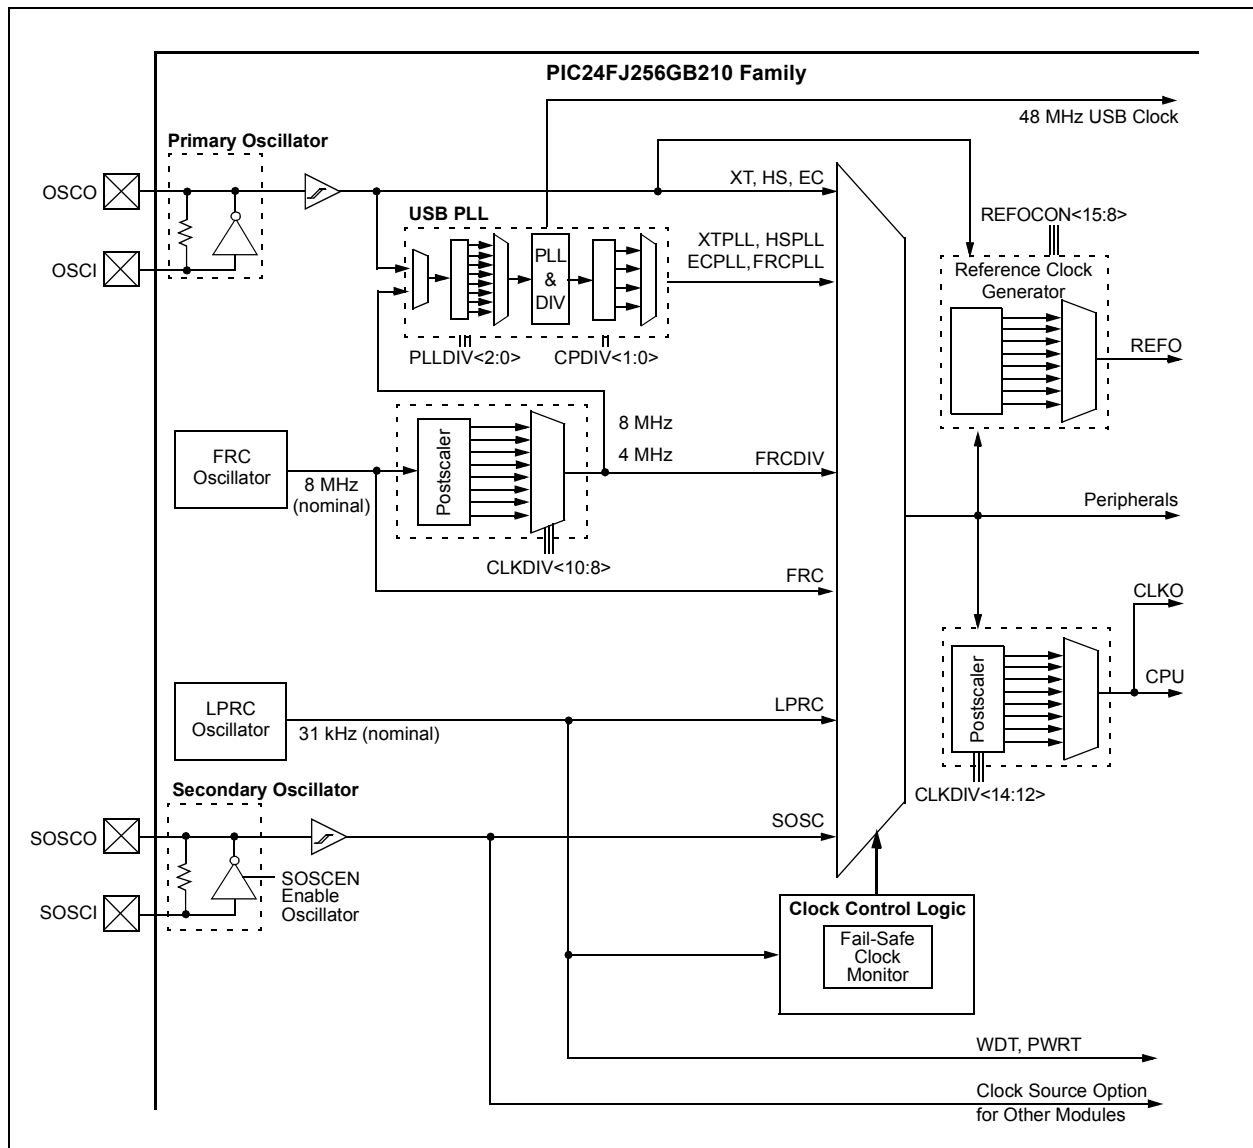 PIC24FJ256GB210 Family
48 MHz USB Clock
Primary Oscillator
OSCO
XT, HS, EC
USB PLL
REFOCON<15:8>
XTPLL, HSPLL
ECPLL,FRCPLL
OSCI
PLL
&
DIV
Reference Clock
Generator
PLLDIV<2:0>
CPDIV<1:0>
REFO
8 MHz
4 MHz
FRC
Oscillator
8 MHz
(nominal)
Postscaler
FRCDIV
Peripherals
CLKDIV<10:8>
FRC
CLKO
CPU
Postscaler
LPRC
Oscillator
31 kHz (nominal)
LPRC
CLKDIV<14:12>
Secondary Oscillator
SOSCO
SOSC
SOSCEN
Enable
Oscillator
SOSCI
Clock Control Logic
Fail-Safe
Clock
Monitor
WDT, PWRT
Clock Source Option
for Other Modules